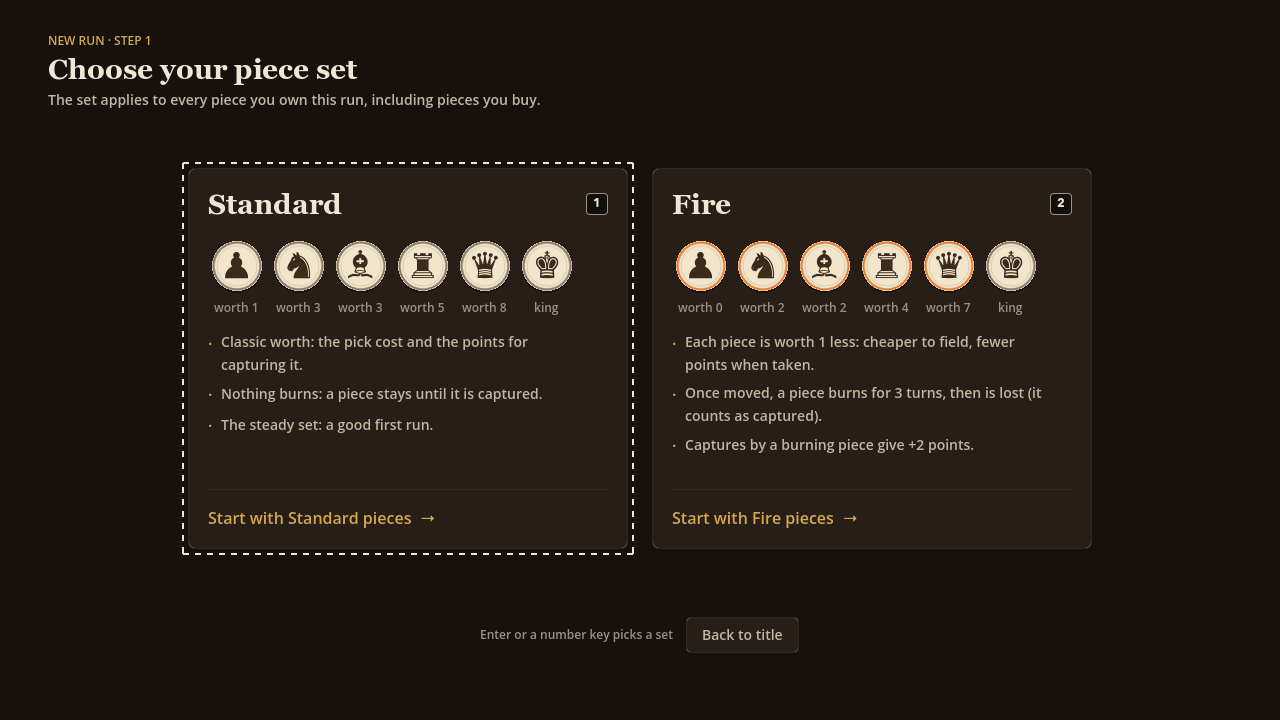 NEW RUN · STEP 1
Choose your piece set
The set applies to every piece you own this run, including pieces you buy.
Standard
1
worth 1 worth 3 worth 3 worth 5 worth 8 king
· Classic worth: the pick cost and the points for
capturing it.
· Nothing burns: a piece stays until it is captured.
· The steady set: a good first run.
Start with Standard pieces →
Fire
2
worth 0 worth 2 worth 2 worth 4 worth 7 king
· Each piece is worth 1 less: cheaper to field, fewer
points when taken.
· Once moved, a piece burns for 3 turns, then is lost (it
counts as captured).
· Captures by a burning piece give +2 points.
Start with Fire pieces →
Enter or a number key picks a set
Back to title